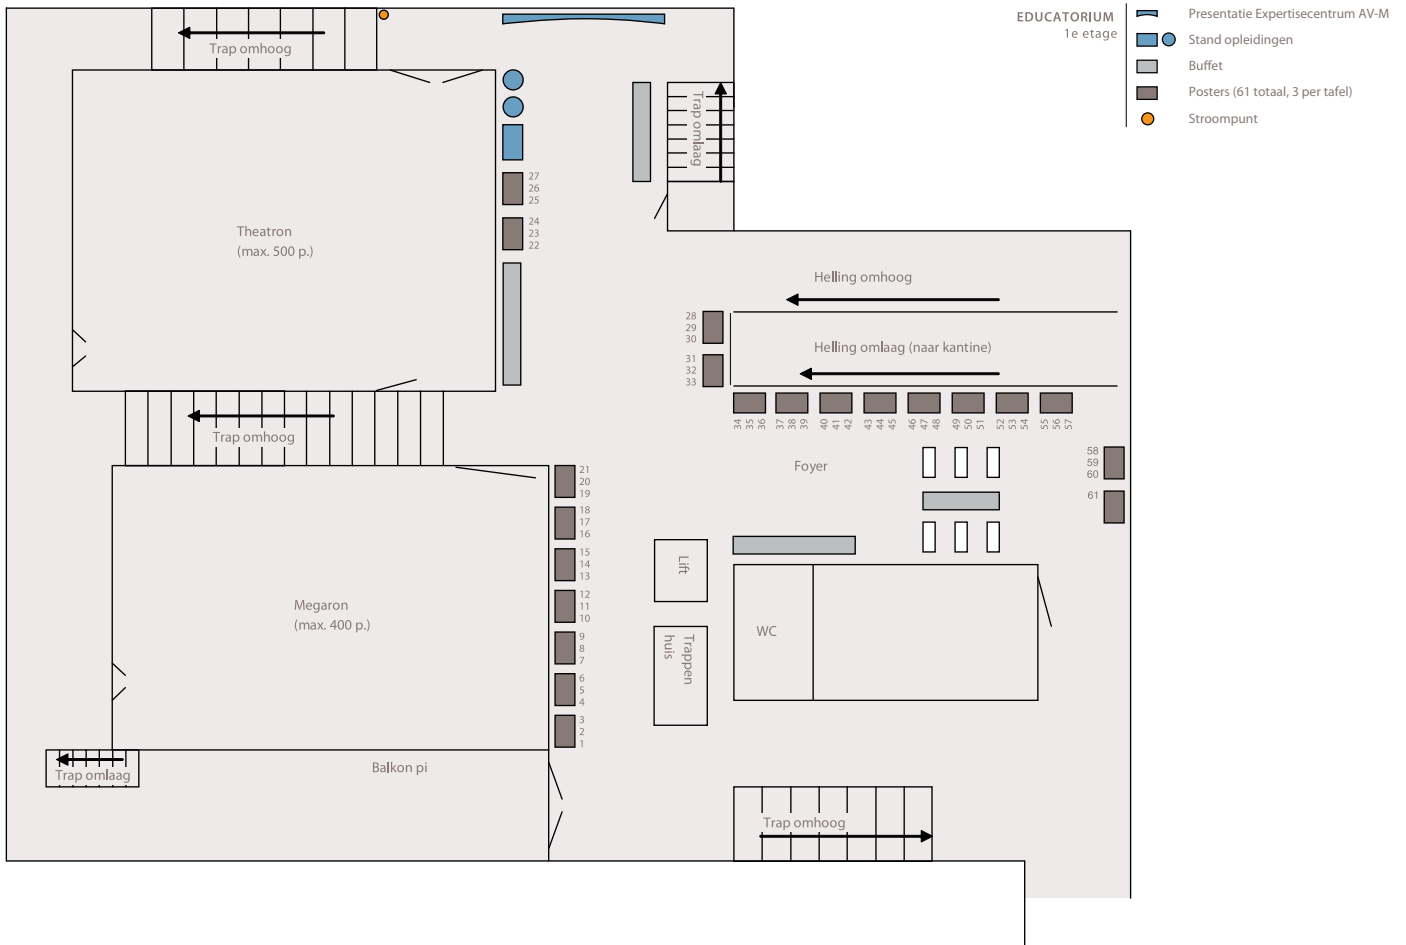 EDUCATORIUM
1e etage
Presentatie Expertisecentrum AV-M
Stand opleidingen
Buffet
Posters (61 totaal, 3 per tafel)
Stroompunt
Trap omhoog
Trap omlaag
27
26
25
24
23
22
Theatron
(max. 500 p.)
Helling omhoog
28
29
30
Helling omlaag (naar kantine)
31
32
33
34
35
36
37
38
39
40
41
42
43
44
45
46
47
48
49
50
51
52
53
54
55
56
57
Trap omhoog
Foyer
58
59
60
61
21
20
19
18
17
16
15
14
13
12
11
10
9
8
7
6
5
4
3
2
1
Lift
Megaron
(max. 400 p.)
Trappen
huis
WC
Balkon pi
Trap omlaag
Trap omhoog